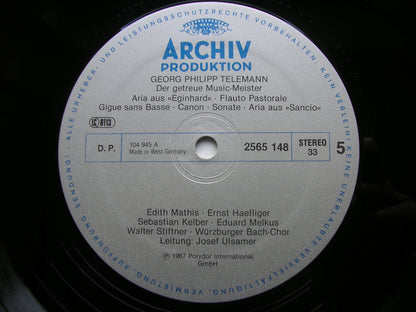 ALLE URHEBER- UND LEISTUNGSSCHUTZRECHTE VORBEHALTEN. KEIN VERLEIH! KEINE UNERLAUBTE VERVIELFÄLTIGUNG, VERMIETUNG, AUFFÜHRUNG, SENDUNG!
ARCHIV
PRODUKTION
GEORG PHILIPP TELEMANN
Der getreue Music-Meister
Aria aus »Eginhard« · Flauto Pastorale
Gigue sans Basse · Canon · Sonate · Aria aus »Sancio«
LC 0113
D. P.
104 945 A
Made in West Germany
2565 148
STEREO
33
5
Edith Mathis · Ernst Haefliger
Sebastian Kelber · Eduard Melkus
Walter Stiftner · Würzburger Bach-Chor
Leitung: Josef Ulsamer
℗ 1967 Polydor International
GmbH